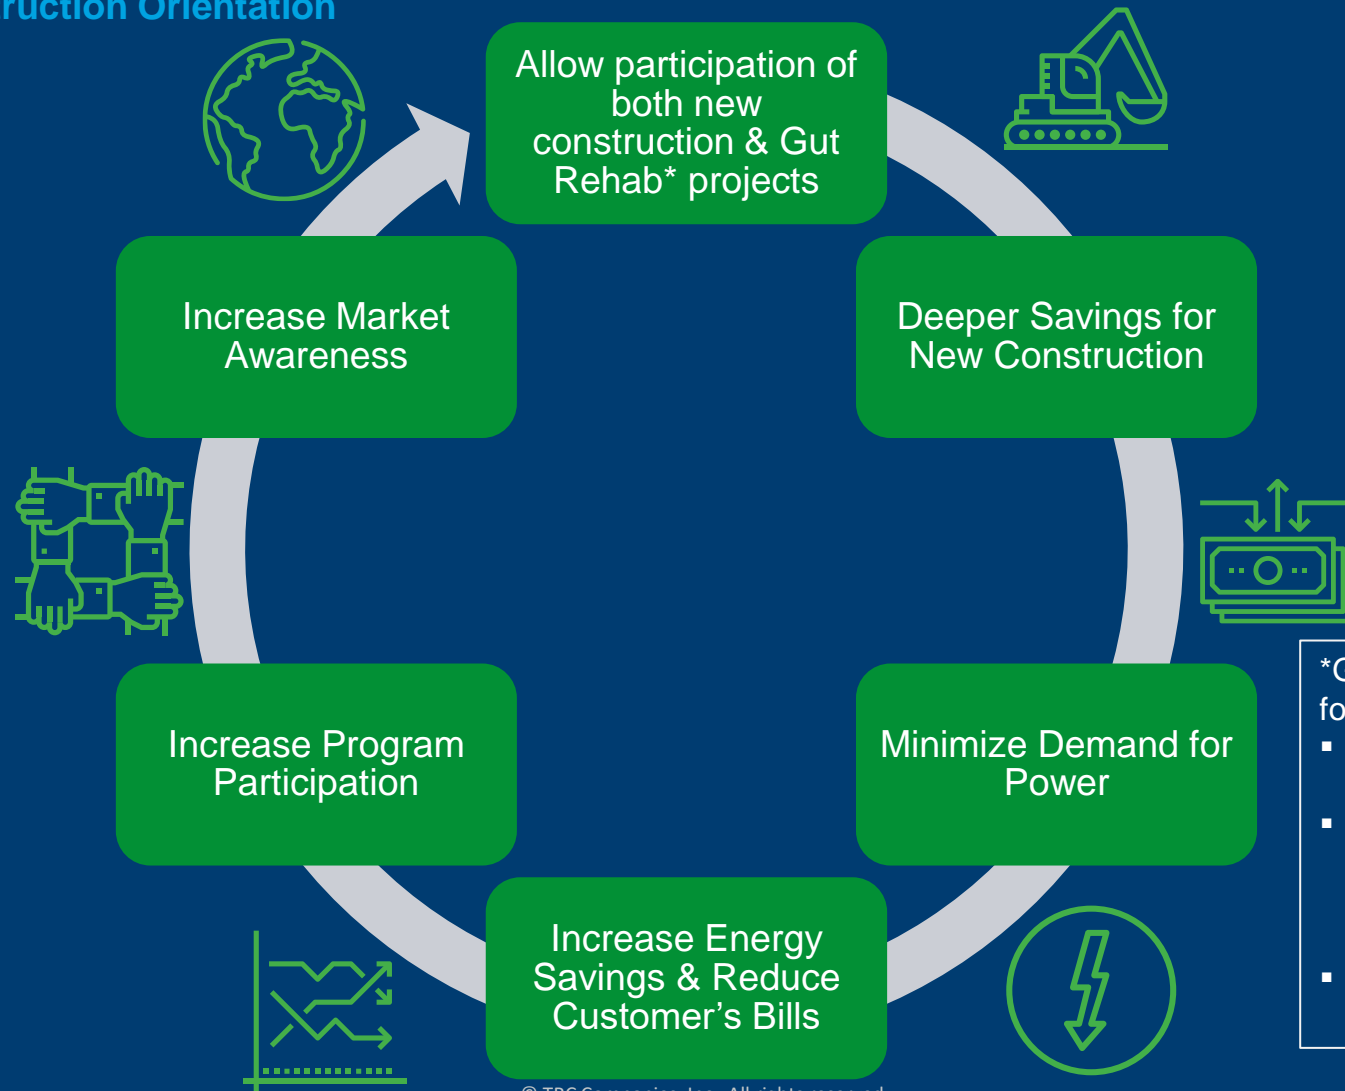 Orientation
Allow participation of
both new
construction & Gut
Rehab* projects
Increase Market
Awareness
Deeper Savings for
New Construction
Increase Program
Participation
Minimize Demand for
Power
Increase Energy
Savings & Reduce
Customer’s Bills